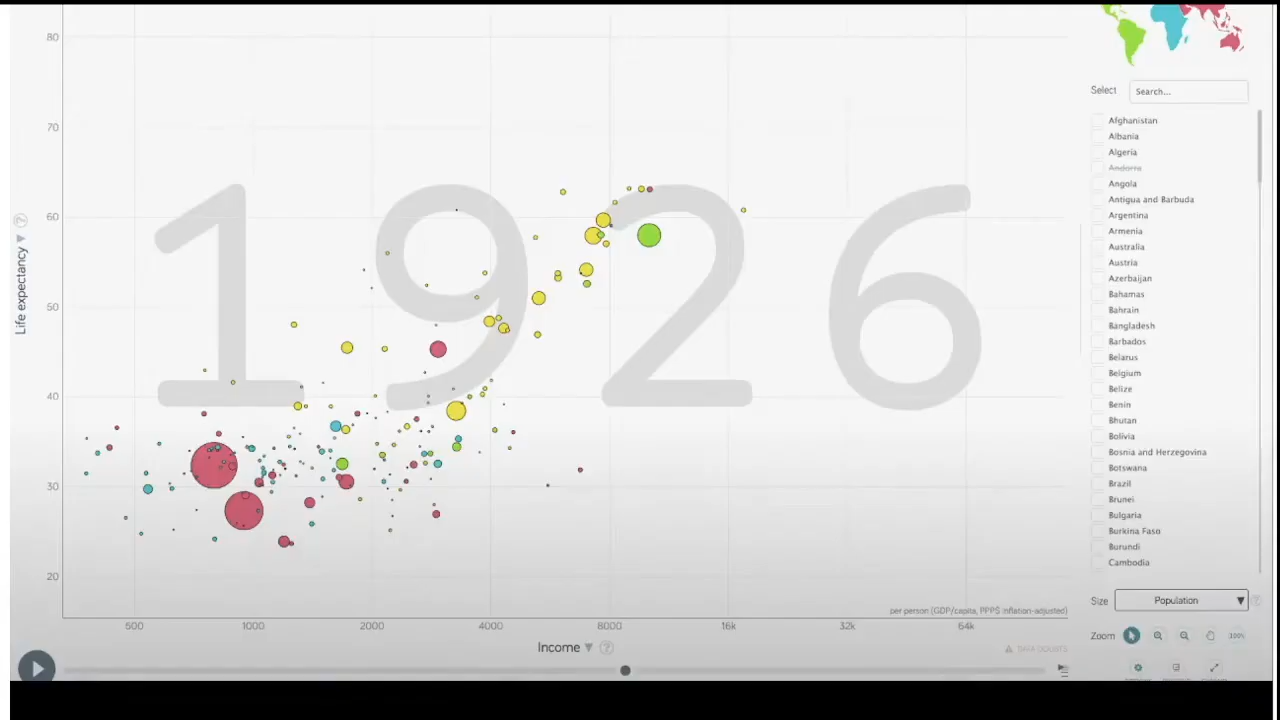 80
70
60
50
40
30
20
Life expectancy ▼ ?
1926
500 1000 2000 4000 8000 16k 32k 64k
per person (GDP/capita, PPP$ inflation-adjusted)
Income ▼ ?
DATA DOUBTS
Select Search...
Afghanistan
Albania
Algeria
Andorra
Angola
Antigua and Barbuda
Argentina
Armenia
Australia
Austria
Azerbaijan
Bahamas
Bahrain
Bangladesh
Barbados
Belarus
Belgium
Belize
Benin
Bhutan
Bolivia
Bosnia and Herzegovina
Botswana
Brazil
Brunei
Bulgaria
Burkina Faso
Burundi
Cambodia
Size Population ▼ ?
Zoom 100%